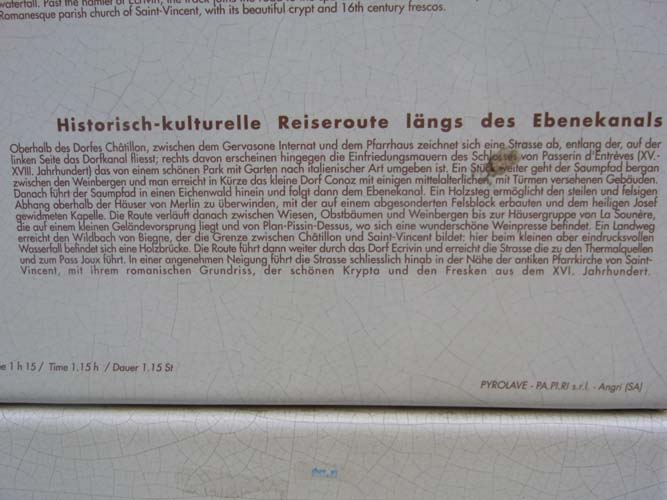 waterfall. Past the hamlet of Ecrivin, the track joins the road to the
Romanesque parish church of Saint-Vincent, with its beautiful crypt and 16th century frescos.
Historisch-kulturelle Reiseroute längs des Ebenekanals
Oberhalb des Dorfes Châtillon, zwischen dem Gervasone Internat und dem Pfarrhaus zeichnet sich eine Strasse ab, entlang der, auf der
linken Seite das Dorfkanal fliesst; rechts davon erscheinen hingegen die Einfriedungsmauern des Schlosses von Passerin d'Entrèves (XV.-
XVIII. Jahrhundert) das von einem schönen Park mit Garten nach italienischer Art umgeben ist. Ein Stück weiter geht der Saumpfad bergan
zwischen den Weinbergen und man erreicht in Kürze das kleine Dorf Conoz mit einigen mittelalterlichen, mit Türmen versehenen Gebäuden.
Danach führt der Saumpfad in einen Eichenwald hinein und folgt dann dem Ebenekanal. Ein Holzstieg ermöglicht den steilen und felsigen
Abhang oberhalb der Häuser von Merlin zu überwinden, mit der auf einem abgesonderten Felsblock erbauten und dem heiligen Josef
gewidmeten Kapelle. Die Route verläuft danach zwischen Wiesen, Obstbäumen und Weinbergen bis zur Häusergruppe von La Sounère,
die auf einem kleinen Geländevorsprung liegt und von Plan-Pissin-Dessus, wo sich eine wunderschöne Weinpresse befindet. Ein Landweg
erreicht den Wildbach von Biegne, der die Grenze zwischen Châtillon und Saint-Vincent bildet: hier beim kleinen aber eindrucksvollen
Wasserfall befindet sich eine Holzbrücke. Die Route führt dann weiter durch das Dorf Ecrivin und erreicht die Strasse die zu den Thermalquellen
und zum Pass Joux führt. In einer angenehmen Neigung führt die Strasse schliesslich hinab in der Nähe der antiken Pfarrkirche von Saint-
Vincent, mit ihrem romanischen Grundriss, der schönen Krypta und den Fresken aus dem XVI. Jahrhundert.
e 1 h 15 / Time 1.15 h / Dauer 1.15 St
PYROLAVE - PA.PI.RI s.r.l. - Angri (SA)